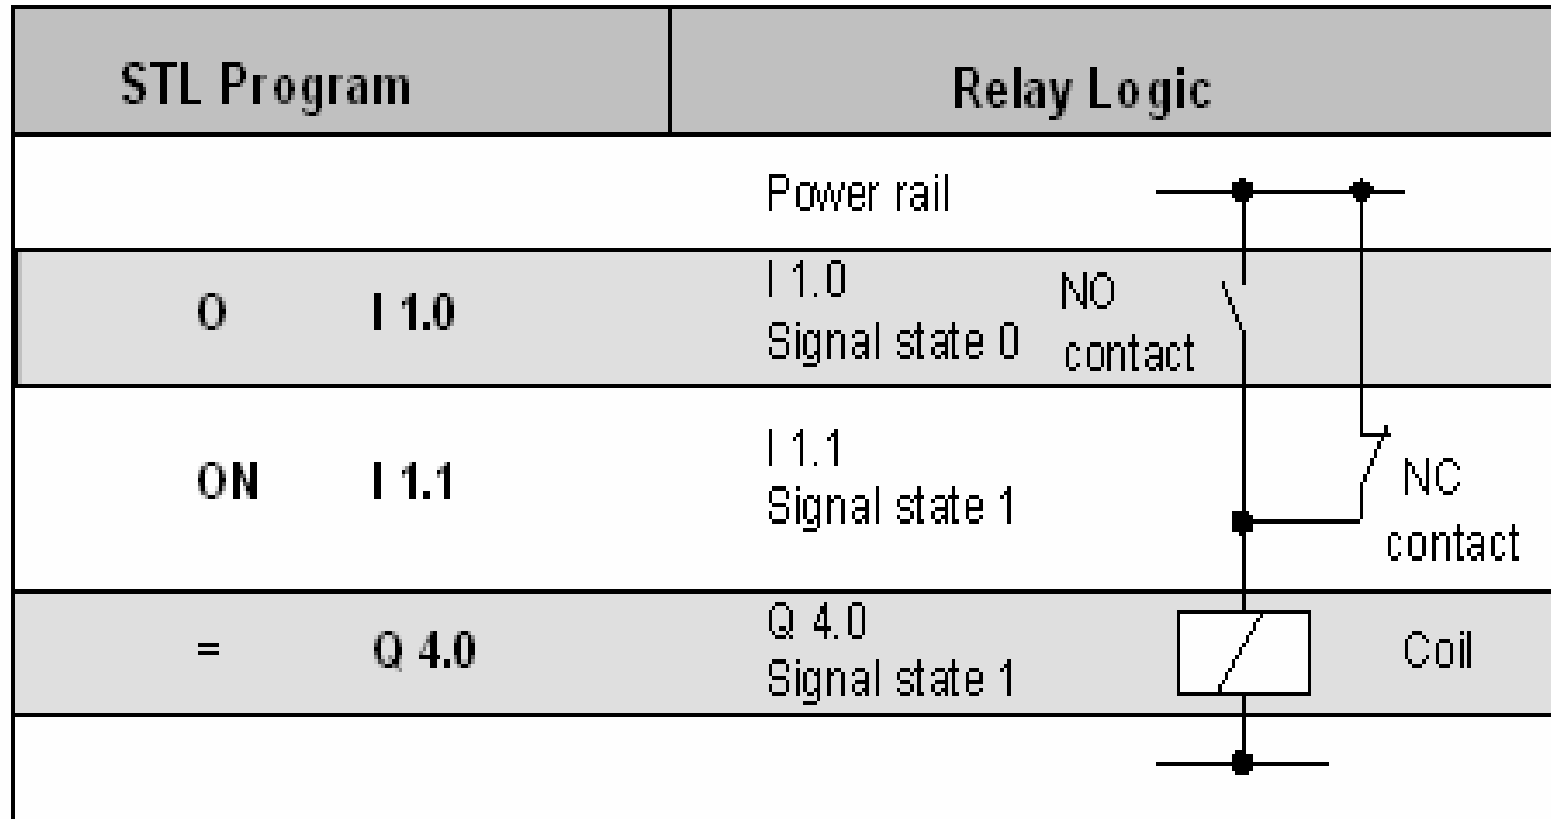 STL Program
Relay Logic
Power rail
O I 1.0
I 1.0
Signal state 0
NO
contact
ON I 1.1
I 1.1
Signal state 1
NC
contact
= Q 4.0
Q 4.0
Signal state 1
Coil